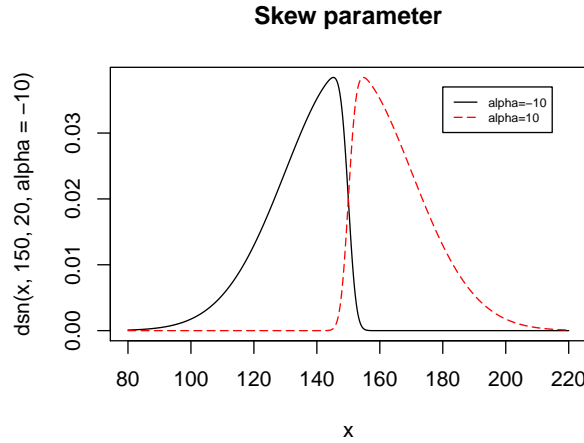 Skew parameter
dsn(x, 150, 20, alpha = −10)
0.03
0.02
0.01
0.00
alpha=−10
alpha=10
80 100 120 140 160 180 200 220
x